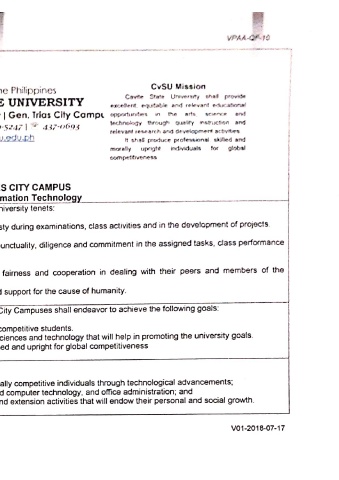 VPAA-QF-10
he Philippines
E UNIVERSITY
| Gen. Trias City Campu
-5247 | 437-0693
u.edu.ph
CvSU Mission
Cavite State University shall provide
excellent, equitable and relevant educational
opportunities in the arts, science and
technology through quality instruction and
relevant research and development activities.
It shall produce professional, skilled and
morally upright individuals for global
competitiveness
S CITY CAMPUS
mation Technology
niversity tenets:
sty during examinations, class activities and in the development of projects.
unctuality, diligence and commitment in the assigned tasks, class performance
fairness and cooperation in dealing with their peers and members of the
d support for the cause of humanity.
City Campuses shall endeavor to achieve the following goals:
competitive students.
ciences and technology that will help in promoting the university goals.
ed and upright for global competitiveness
ally competitive individuals through technological advancements;
d computer technology, and office administration; and
nd extension activities that will endow their personal and social growth.
V01-2018-07-17